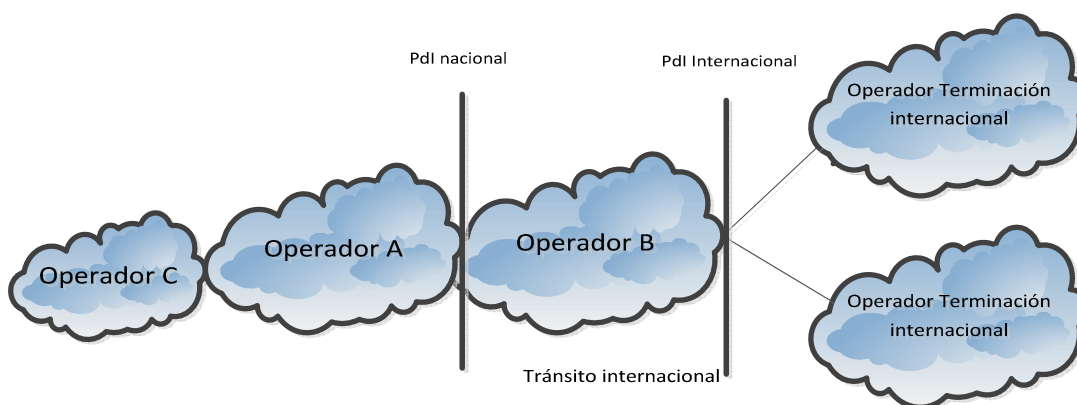 PdI nacional
PdI Internacional
Operador Terminación
internacional
Operador C
Operador A
Operador B
Operador Terminación
internacional
Tránsito internacional